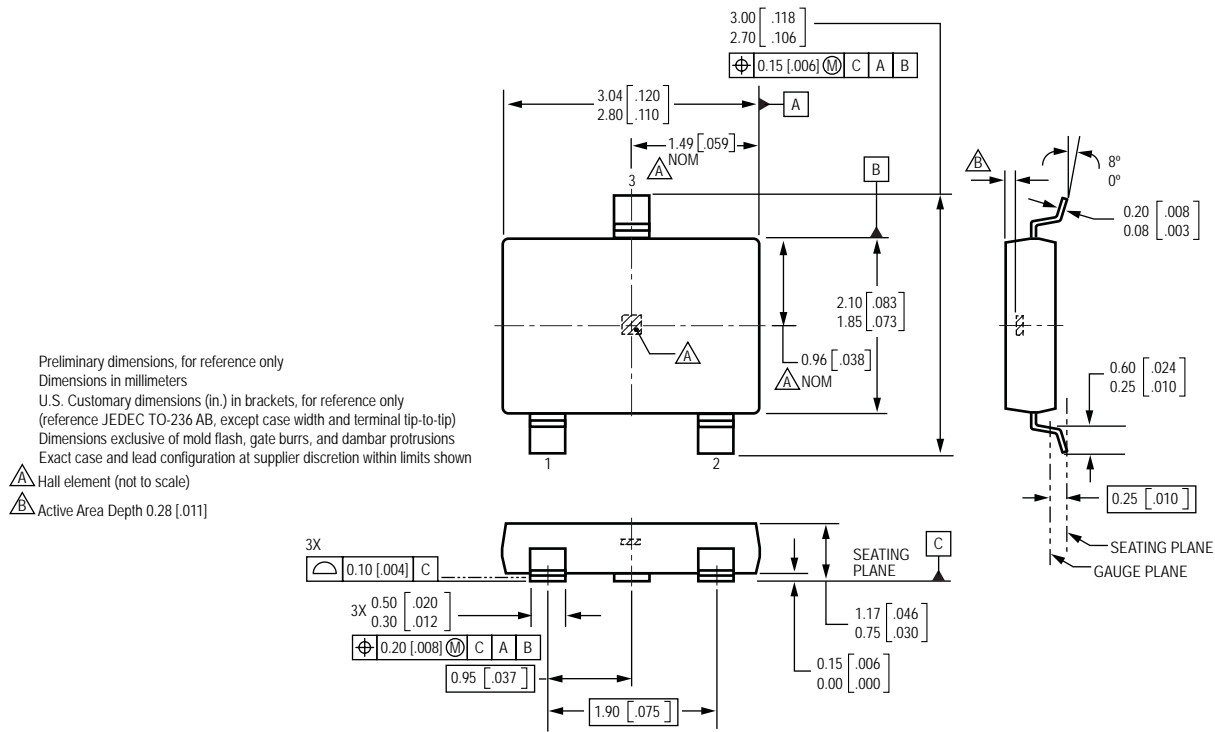 3.00 [.118]
2.70 [.106]
⌖ 0.15 [.006] Ⓜ C A B
3.04 [.120]
2.80 [.110]
A
1.49 [.059]
A NOM
3
B
B
8º
0º
0.20 [.008]
0.08 [.003]
2.10 [.083]
1.85 [.073]
A
0.96 [.038]
A NOM
0.60 [.024]
0.25 [.010]
Preliminary dimensions, for reference only
Dimensions in millimeters
U.S. Customary dimensions (in.) in brackets, for reference only
(reference JEDEC TO-236 AB, except case width and terminal tip-to-tip)
Dimensions exclusive of mold flash, gate burrs, and dambar protrusions
Exact case and lead configuration at supplier discretion within limits shown
A Hall element (not to scale)
B Active Area Depth 0.28 [.011]
1
2
0.25 [.010]
SEATING PLANE
GAUGE PLANE
3X
⌓ 0.10 [.004] C
SEATING
PLANE
C
3X 0.50 [.020]
0.30 [.012]
⌖ 0.20 [.008] Ⓜ C A B
1.17 [.046]
0.75 [.030]
0.95 [.037]
0.15 [.006]
0.00 [.000]
1.90 [.075]